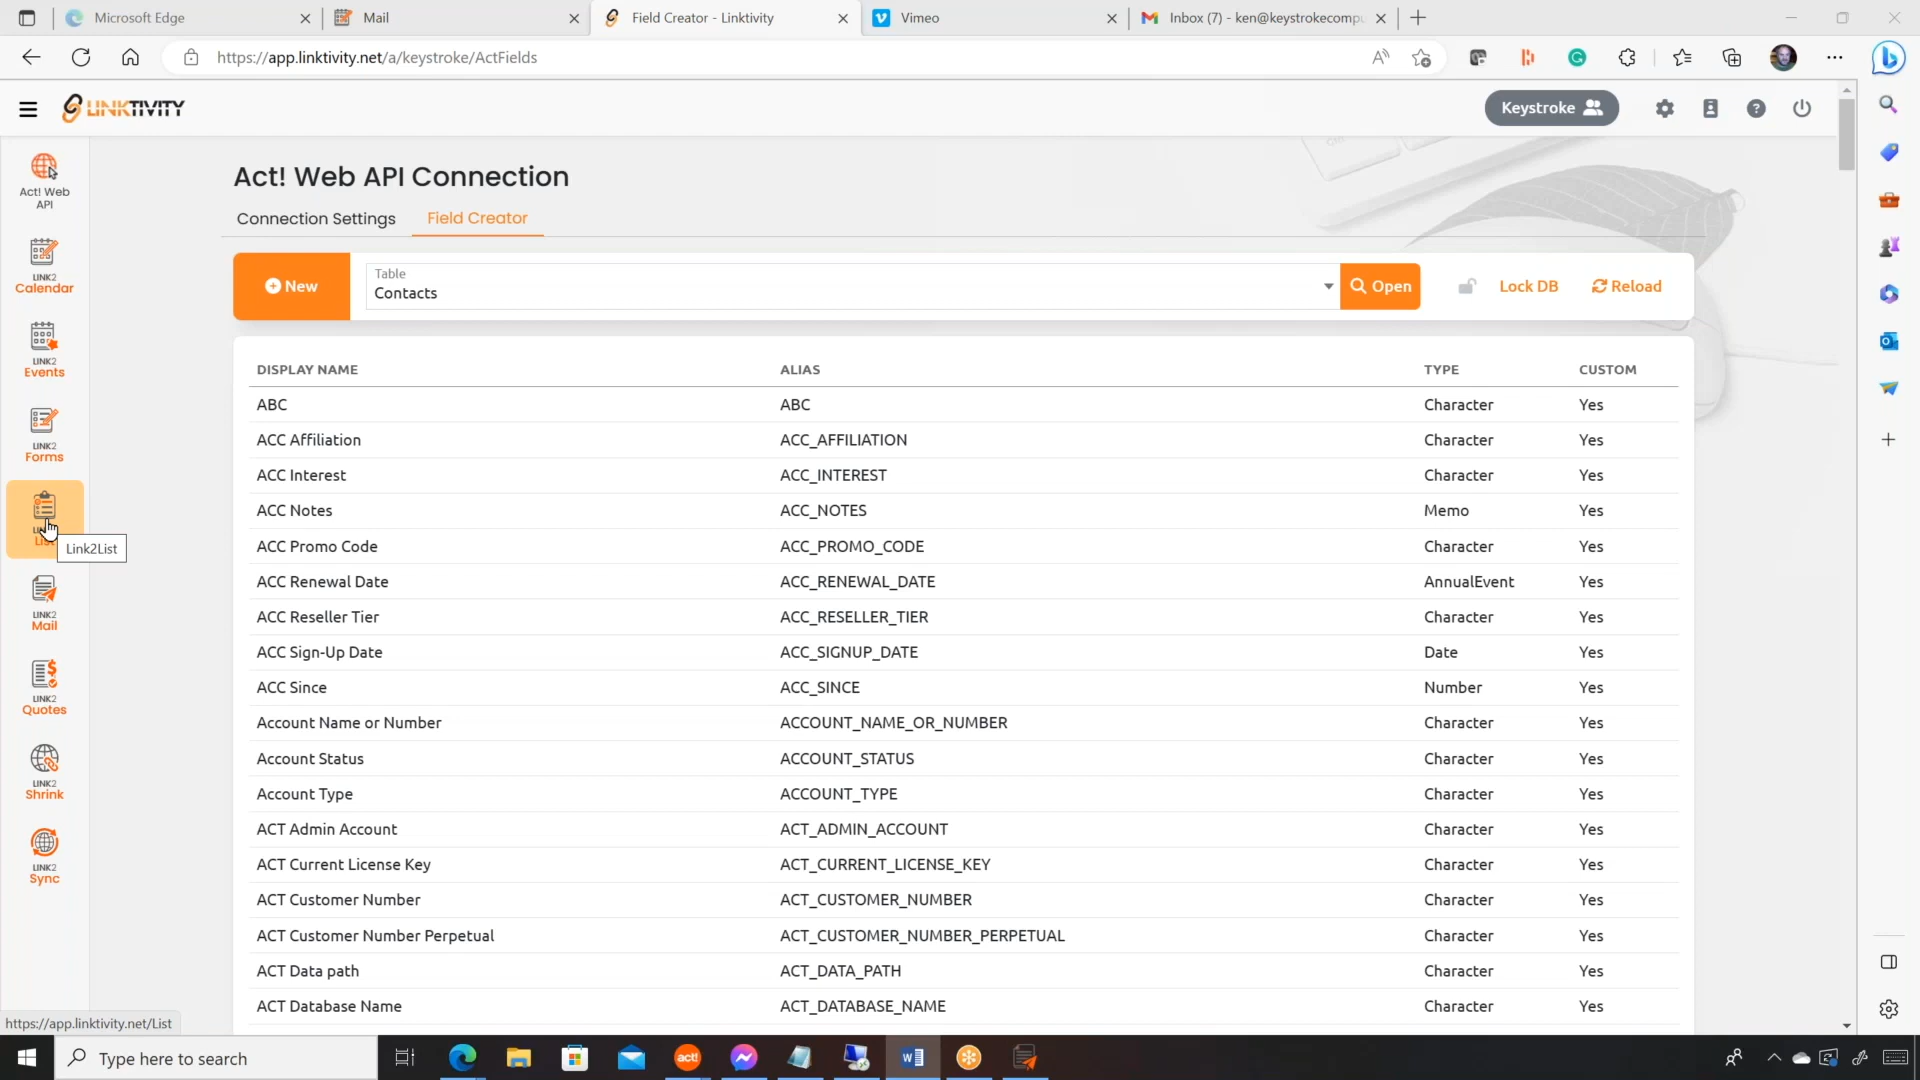 Microsoft Edge
Mail
Field Creator - Linktivity
Vimeo
Inbox (7) - ken@keystrokecompu
https://app.linktivity.net/a/keystroke/ActFields
LINKTIVITY
Keystroke
Act! Web API
LINK2 Calendar
LINK2 Events
LINK2 Forms
List
Link2List
LINK2 Mail
LINK2 Quotes
LINK2 Shrink
LINK2 Sync
Act! Web API Connection
Connection Settings Field Creator
New
Table
Contacts
Open
Lock DB
Reload
DISPLAY NAME ALIAS TYPE CUSTOM
ABC ABC Character Yes
ACC Affiliation ACC_AFFILIATION Character Yes
ACC Interest ACC_INTEREST Character Yes
ACC Notes ACC_NOTES Memo Yes
ACC Promo Code ACC_PROMO_CODE Character Yes
ACC Renewal Date ACC_RENEWAL_DATE AnnualEvent Yes
ACC Reseller Tier ACC_RESELLER_TIER Character Yes
ACC Sign-Up Date ACC_SIGNUP_DATE Date Yes
ACC Since ACC_SINCE Number Yes
Account Name or Number ACCOUNT_NAME_OR_NUMBER Character Yes
Account Status ACCOUNT_STATUS Character Yes
Account Type ACCOUNT_TYPE Character Yes
ACT Admin Account ACT_ADMIN_ACCOUNT Character Yes
ACT Current License Key ACT_CURRENT_LICENSE_KEY Character Yes
ACT Customer Number ACT_CUSTOMER_NUMBER Character Yes
ACT Customer Number Perpetual ACT_CUSTOMER_NUMBER_PERPETUAL Character Yes
ACT Data path ACT_DATA_PATH Character Yes
ACT Database Name ACT_DATABASE_NAME Character Yes
https://app.linktivity.net/List
Type here to search
act!